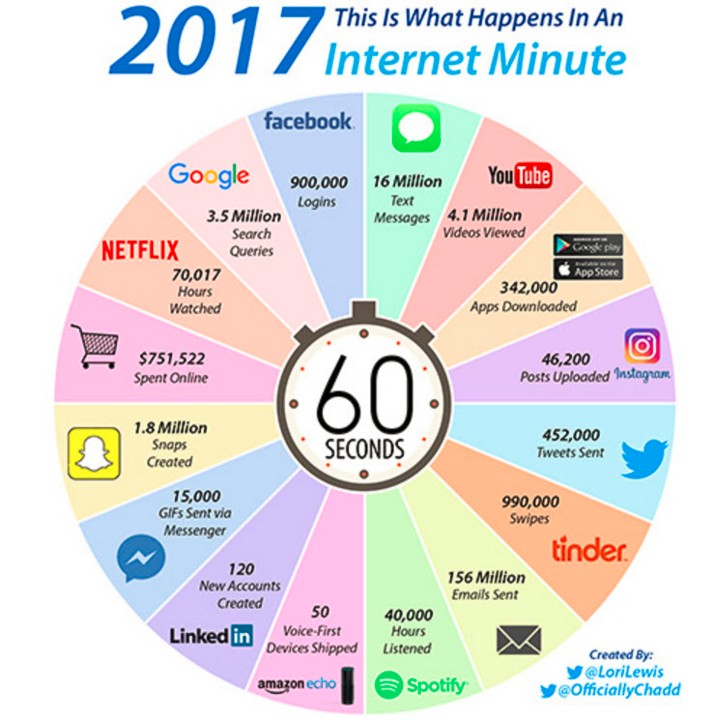 2017 This Is What Happens In An
Internet Minute
facebook
900,000
Logins
16 Million
Text
Messages
YouTube
4.1 Million
Videos Viewed
ANDROID APP ON
Google play
Available on the
App Store
342,000
Apps Downloaded
Instagram
46,200
Posts Uploaded
452,000
Tweets Sent
990,000
Swipes
tinder
156 Million
Emails Sent
40,000
Hours
Listened
Spotify
50
Voice-First
Devices Shipped
amazon echo
120
New Accounts
Created
Linked in
15,000
GIFs Sent via
Messenger
1.8 Million
Snaps
Created
$751,522
Spent Online
NETFLIX
70,017
Hours
Watched
Google
3.5 Million
Search
Queries
60
SECONDS
Created By:
@LoriLewis
@OfficiallyChadd